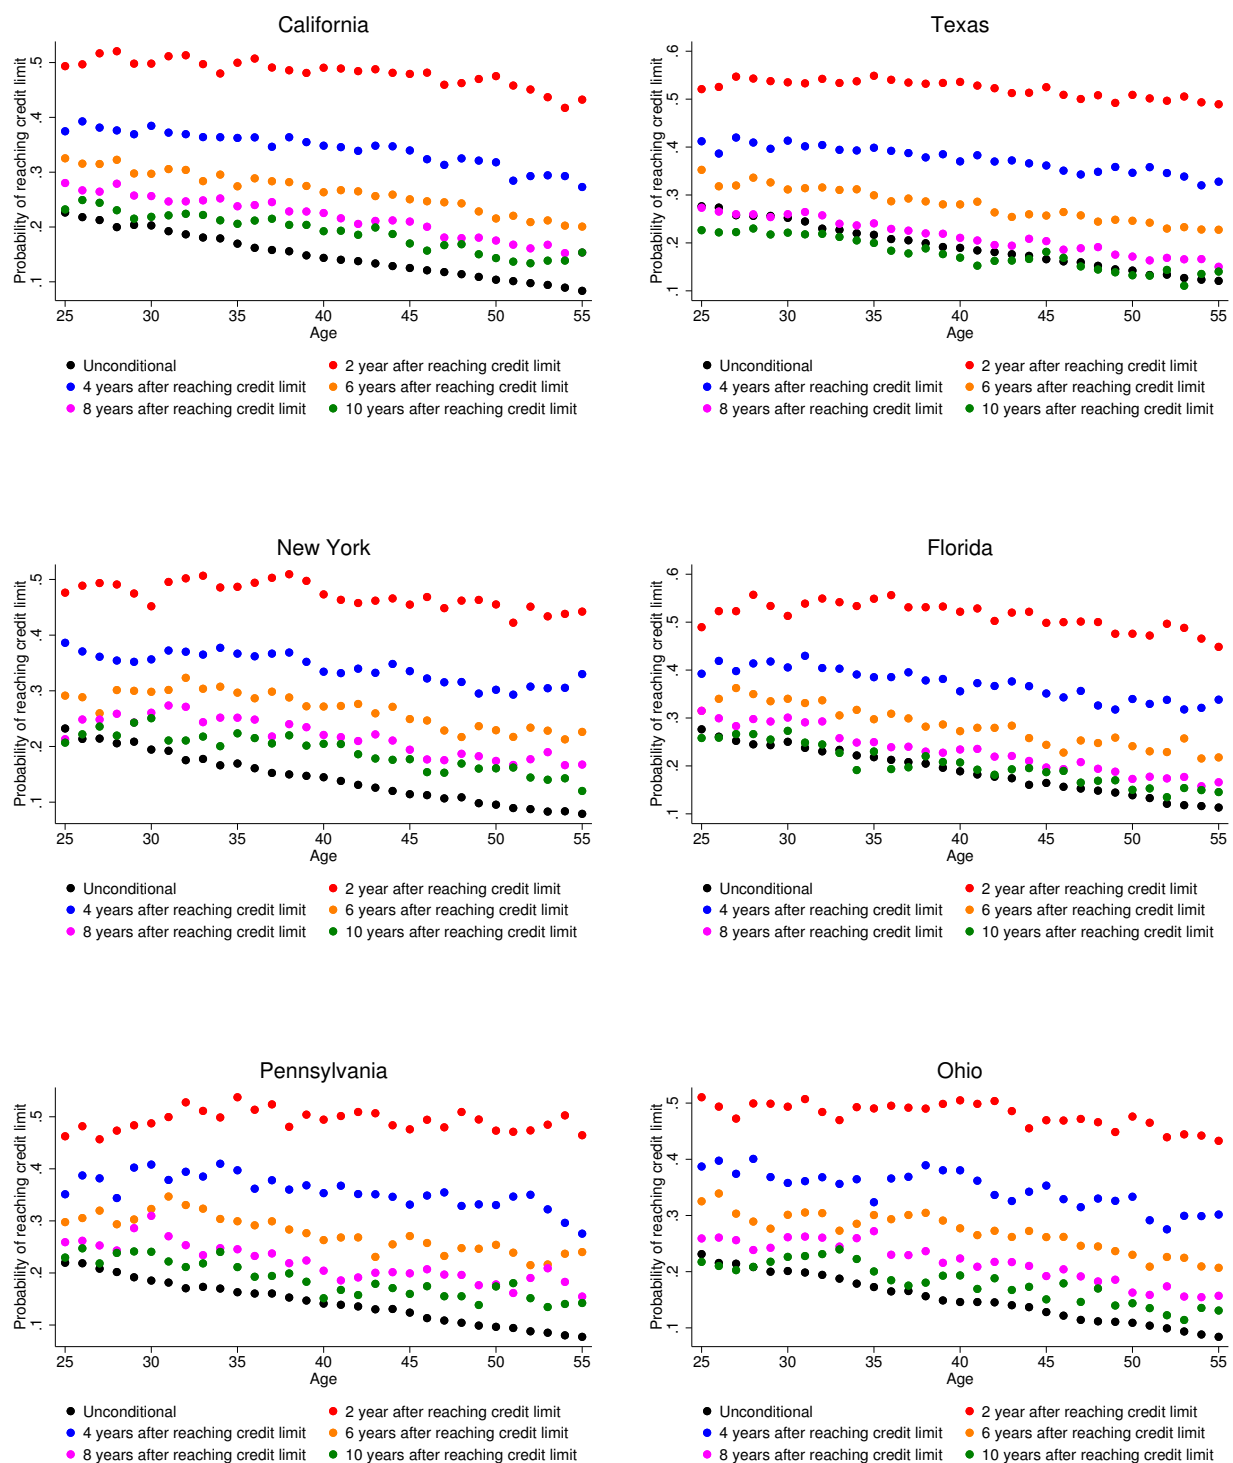 California
Probability of reaching credit limit
.1 .2 .3 .4 .5
25 30 35 40 45 50 55
Age
Unconditional 2 year after reaching credit limit
4 years after reaching credit limit 6 years after reaching credit limit
8 years after reaching credit limit 10 years after reaching credit limit
Texas
Probability of reaching credit limit
.1 .2 .3 .4 .5 .6
25 30 35 40 45 50 55
Age
Unconditional 2 year after reaching credit limit
4 years after reaching credit limit 6 years after reaching credit limit
8 years after reaching credit limit 10 years after reaching credit limit
New York
Probability of reaching credit limit
.1 .2 .3 .4 .5
25 30 35 40 45 50 55
Age
Unconditional 2 year after reaching credit limit
4 years after reaching credit limit 6 years after reaching credit limit
8 years after reaching credit limit 10 years after reaching credit limit
Florida
Probability of reaching credit limit
.1 .2 .3 .4 .5 .6
25 30 35 40 45 50 55
Age
Unconditional 2 year after reaching credit limit
4 years after reaching credit limit 6 years after reaching credit limit
8 years after reaching credit limit 10 years after reaching credit limit
Pennsylvania
Probability of reaching credit limit
.1 .2 .3 .4 .5
25 30 35 40 45 50 55
Age
Unconditional 2 year after reaching credit limit
4 years after reaching credit limit 6 years after reaching credit limit
8 years after reaching credit limit 10 years after reaching credit limit
Ohio
Probability of reaching credit limit
.1 .2 .3 .4 .5
25 30 35 40 45 50 55
Age
Unconditional 2 year after reaching credit limit
4 years after reaching credit limit 6 years after reaching credit limit
8 years after reaching credit limit 10 years after reaching credit limit